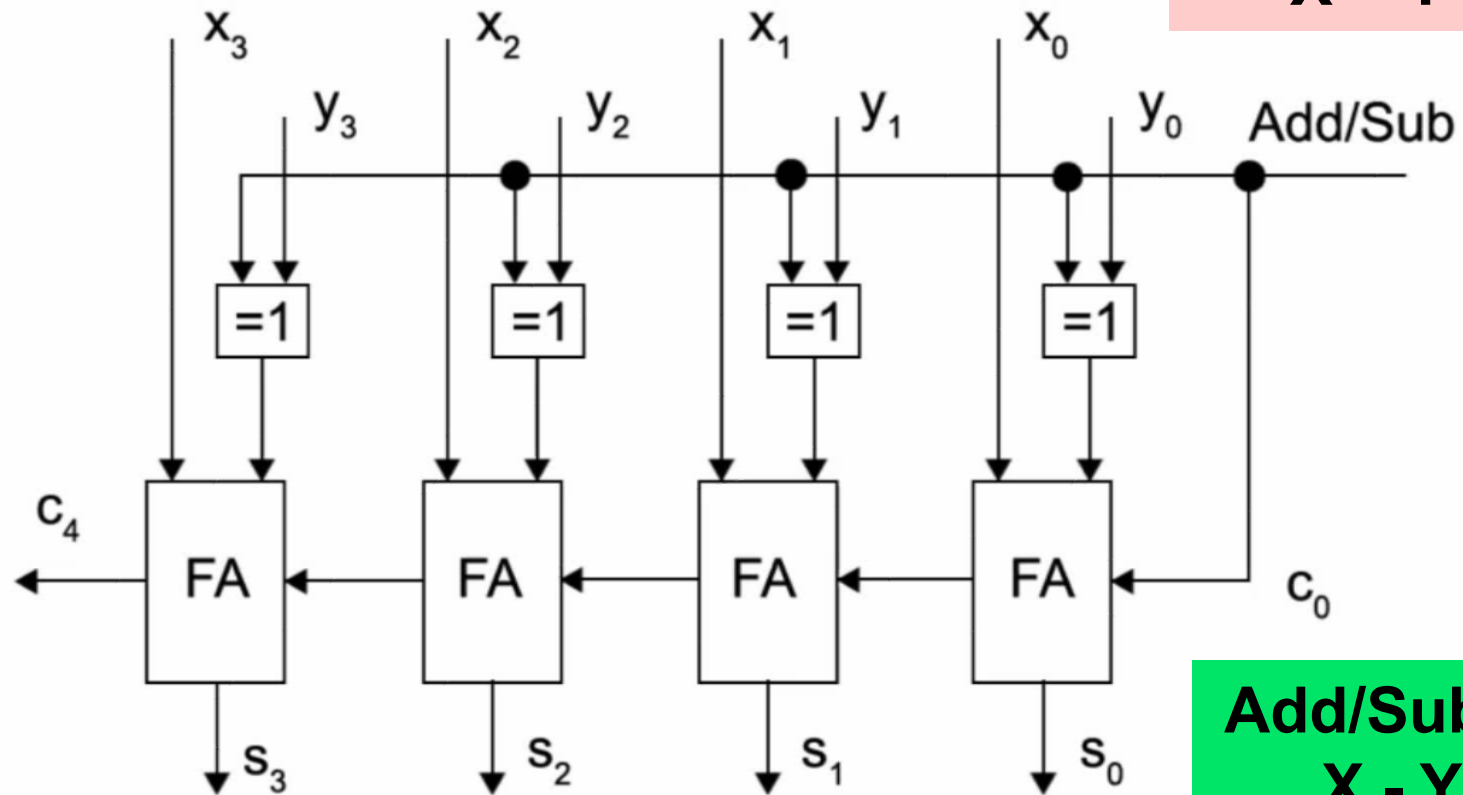 x₃ x₂ x₁ x₀
y₃ y₂ y₁ y₀ Add/Sub
=1 =1 =1 =1
c₄ FA FA FA FA c₀
s₃ s₂ s₁ s₀
Add/Sub
X - Y